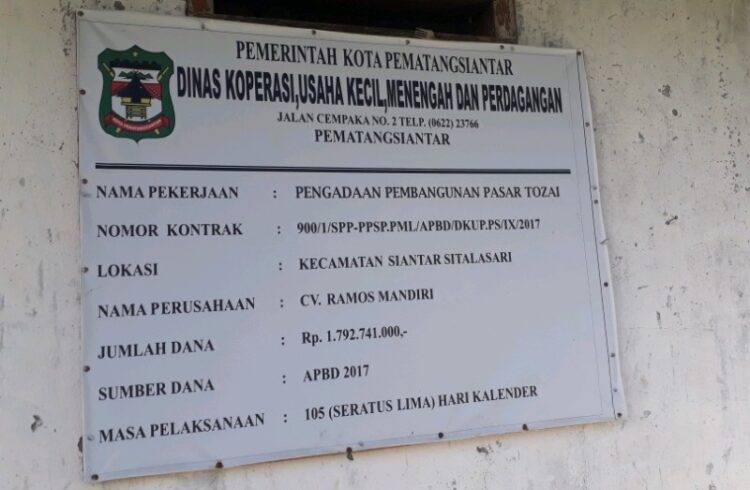 PEMERINTAH KOTA PEMATANGSIANTAR
DINAS KOPERASI,USAHA KECIL,MENENGAH DAN PERDAGANGAN
JALAN CEMPAKA NO. 2 TELP. (0622) 23766
PEMATANGSIANTAR
NAMA PEKERJAAN : PENGADAAN PEMBANGUNAN PASAR TOZAI
NOMOR KONTRAK : 900/1/SPP-PPSP.PML/APBD/DKUP.PS/IX/2017
LOKASI : KECAMATAN SIANTAR SITALASARI
NAMA PERUSAHAAN : CV. RAMOS MANDIRI
JUMLAH DANA : Rp. 1.792.741.000,-
SUMBER DANA : APBD 2017
MASA PELAKSANAAN : 105 (SERATUS LIMA) HARI KALENDER